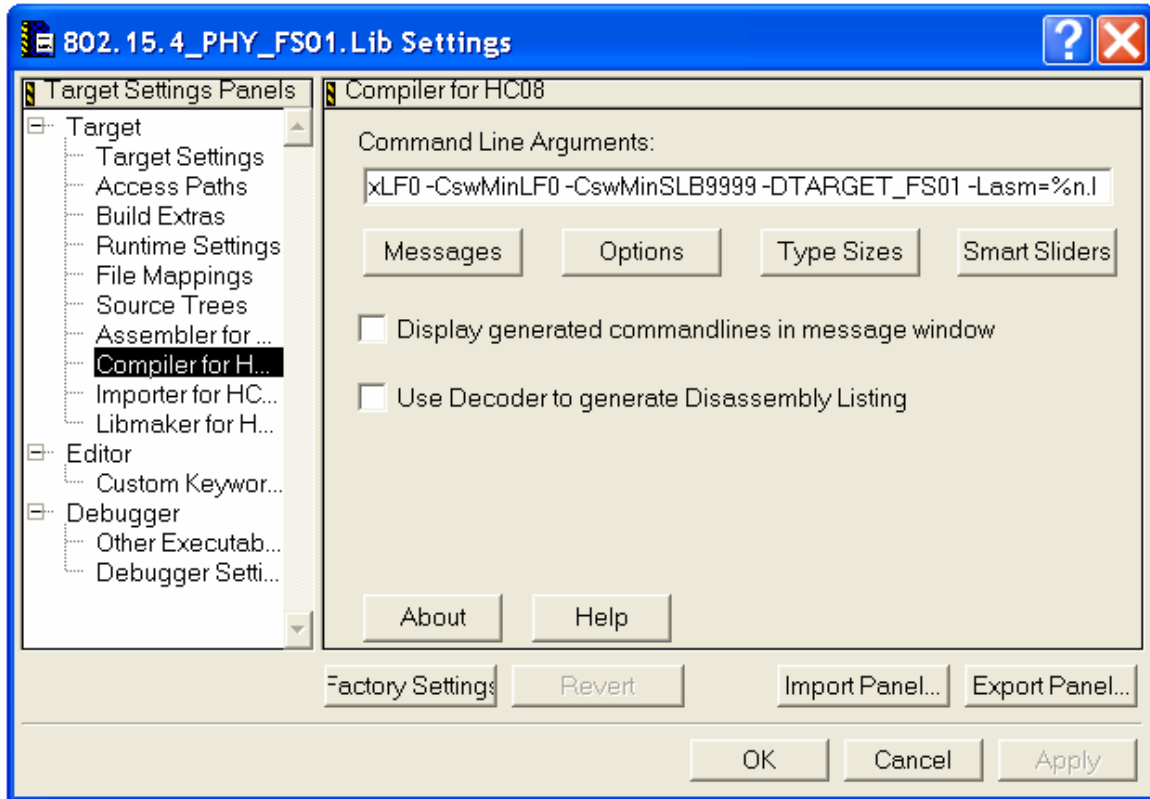 802.15.4_PHY_FS01.Lib Settings
Target Settings Panels
Target
Target Settings
Access Paths
Build Extras
Runtime Settings
File Mappings
Source Trees
Assembler for ...
Compiler for H...
Importer for HC...
Libmaker for H...
Editor
Custom Keywor...
Debugger
Other Executab...
Debugger Setti...
Compiler for HC08
Command Line Arguments:
xLF0 -CswMinLF0 -CswMinSLB9999 -DTARGET_FS01 -Lasm=%n.l
Messages Options Type Sizes Smart Sliders
Display generated commandlines in message window
Use Decoder to generate Disassembly Listing
About Help
Factory Settings Revert Import Panel... Export Panel...
OK Cancel Apply